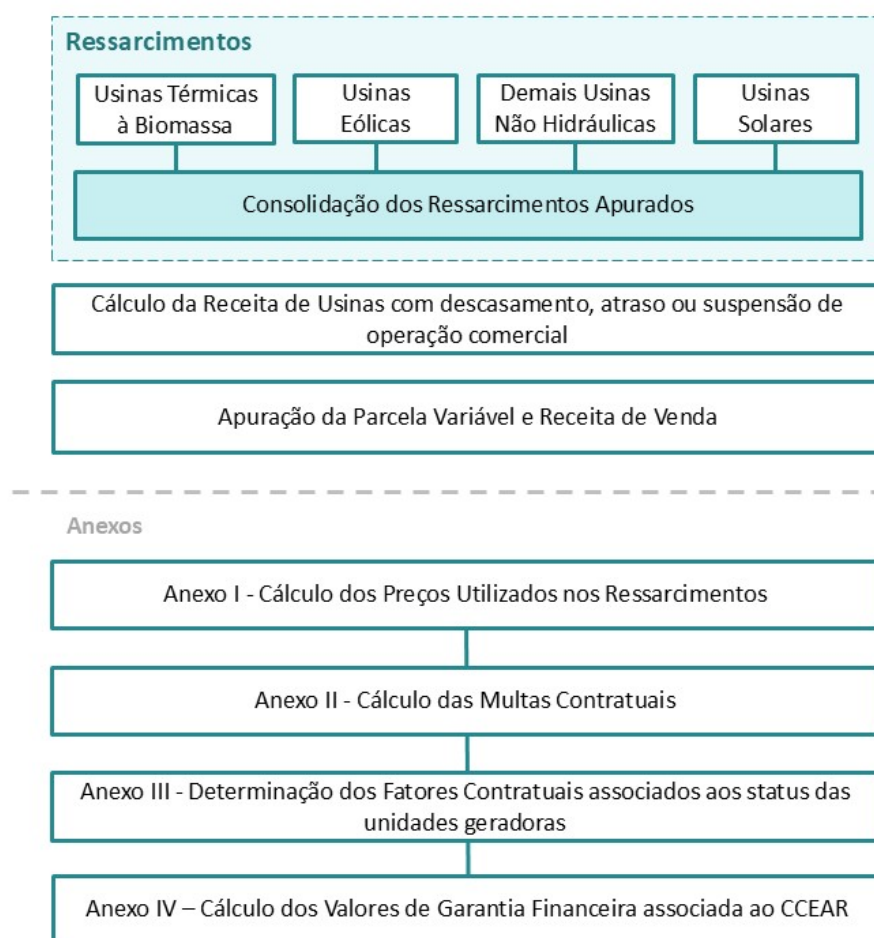 Ressarcimentos
Usinas Térmicas
à Biomassa
Usinas
Eólicas
Demais Usinas
Não Hidráulicas
Usinas
Solares
Consolidação dos Ressarcimentos Apurados
Cálculo da Receita de Usinas com descasamento, atraso ou suspensão de
operação comercial
Apuração da Parcela Variável e Receita de Venda
Anexos
Anexo I - Cálculo dos Preços Utilizados nos Ressarcimentos
Anexo II - Cálculo das Multas Contratuais
Anexo III - Determinação dos Fatores Contratuais associados aos status das
unidades geradoras
Anexo IV – Cálculo dos Valores de Garantia Financeira associada ao CCEAR